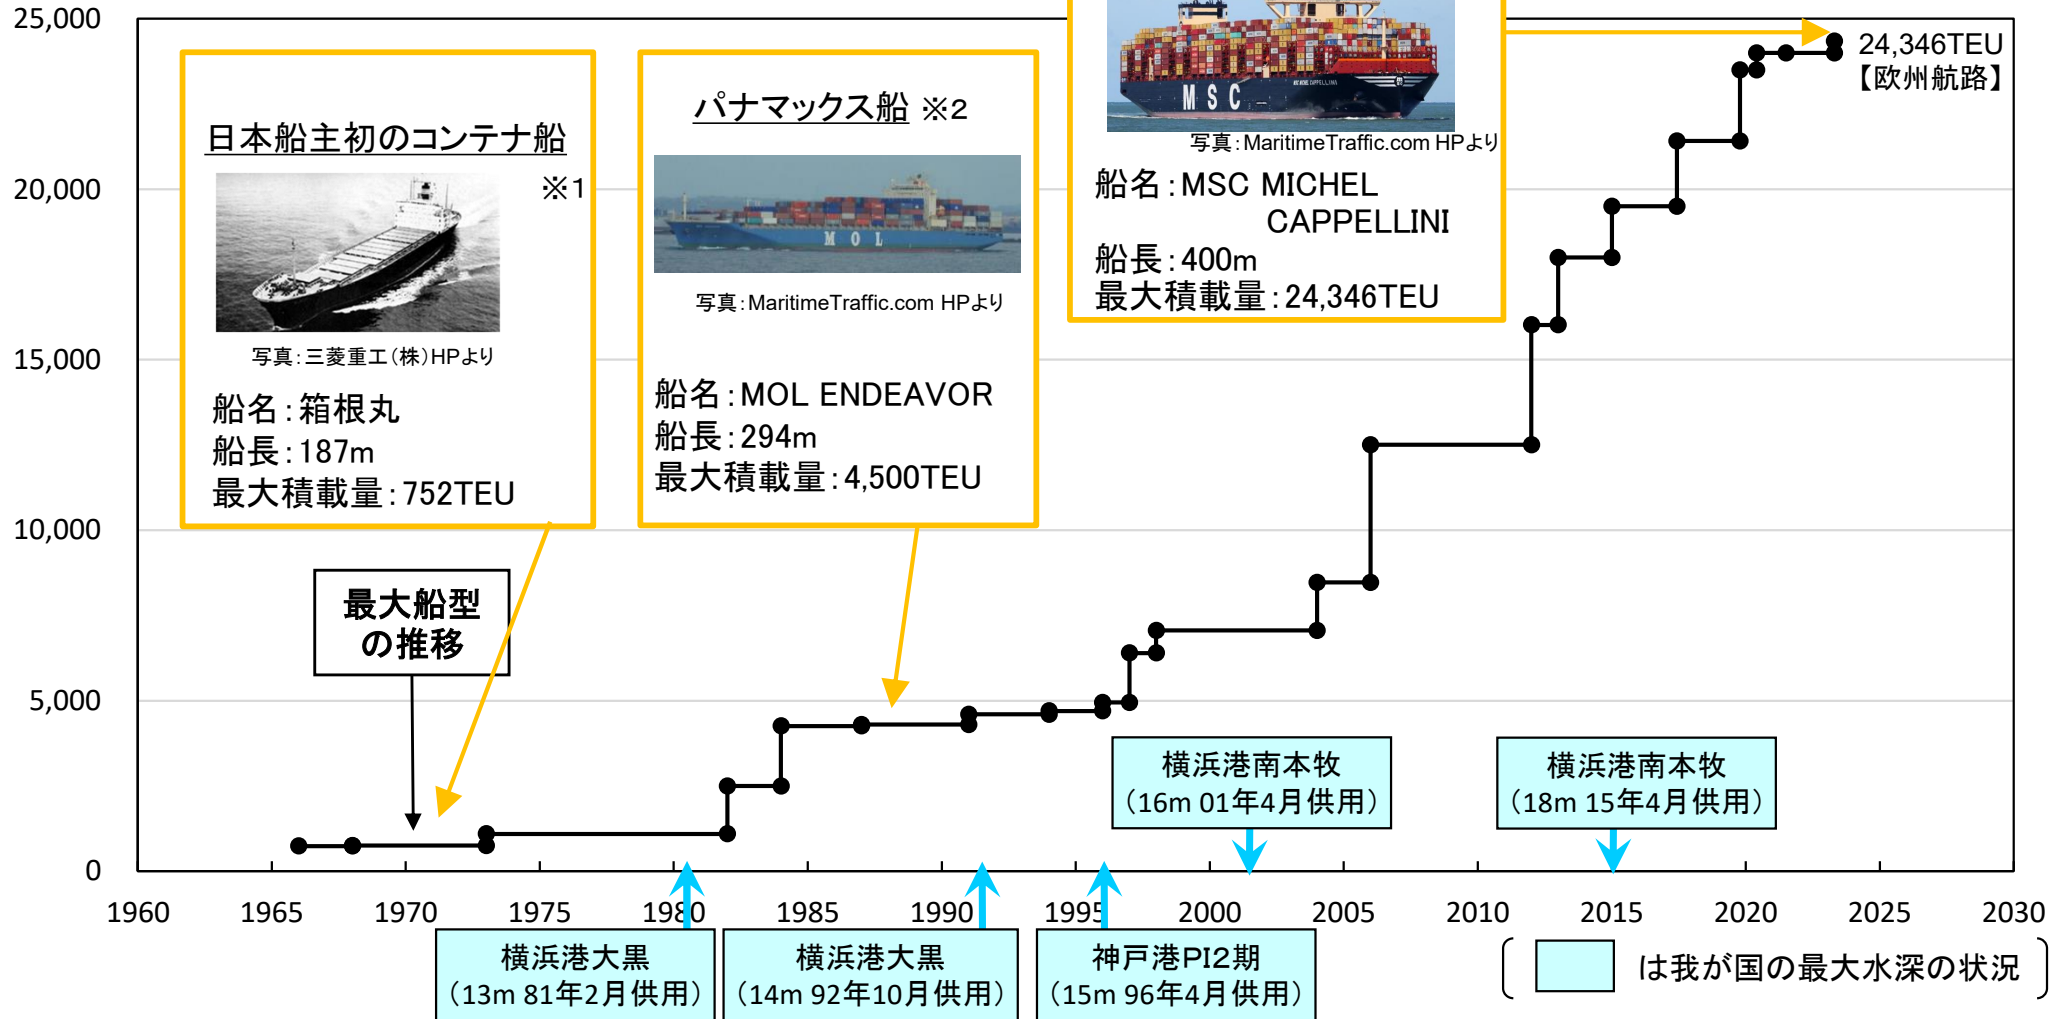 25,000
20,000
15,000
10,000
5,000
0
日本船主初のコンテナ船
※1
写真:三菱重工(株)HPより
船名:箱根丸
船長:187m
最大積載量:752TEU
パナマックス船 ※2
MOL
写真:MaritimeTraffic.com HPより
船名:MOL ENDEAVOR
船長:294m
最大積載量:4,500TEU
MSC
写真:MaritimeTraffic.com HPより
船名:MSC MICHEL
CAPPELLINI
船長:400m
最大積載量:24,346TEU
24,346TEU
【欧州航路】
最大船型
の推移
横浜港南本牧
(16m 01年4月供用)
横浜港南本牧
(18m 15年4月供用)
1960 1965 1970 1975 1980 1985 1990 1995 2000 2005 2010 2015 2020 2025 2030
横浜港大黒
(13m 81年2月供用)
横浜港大黒
(14m 92年10月供用)
神戸港PI2期
(15m 96年4月供用)
は我が国の最大水深の状況